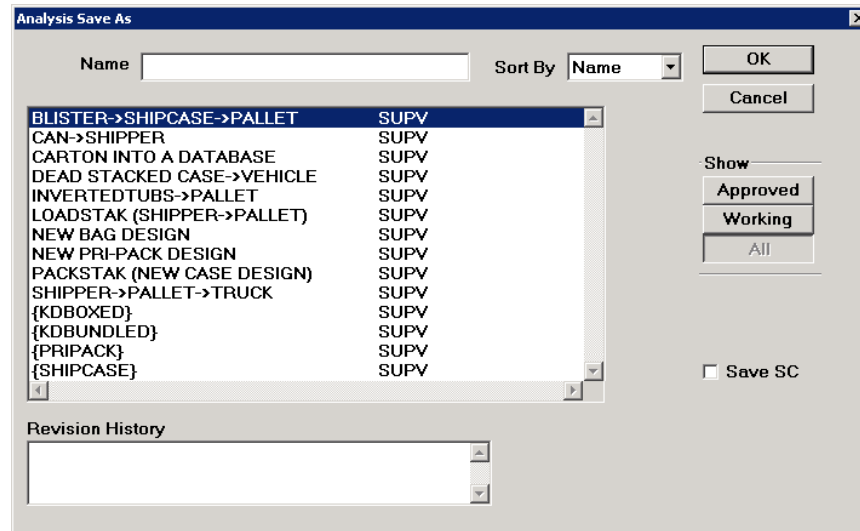 Analysis Save As
Name
Sort By Name
OK
Cancel
BLISTER->SHIPCASE->PALLET SUPV
CAN->SHIPPER SUPV
CARTON INTO A DATABASE SUPV
DEAD STACKED CASE->VEHICLE SUPV
INVERTEDTUBS->PALLET SUPV
LOADSTAK (SHIPPER->PALLET) SUPV
NEW BAG DESIGN SUPV
NEW PRI-PACK DESIGN SUPV
PACKSTAK (NEW CASE DESIGN) SUPV
SHIPPER->PALLET->TRUCK SUPV
{KDBOXED} SUPV
{KDBUNDLED} SUPV
{PRIPACK} SUPV
{SHIPCASE} SUPV
Show
Approved
Working
All
Save SC
Revision History